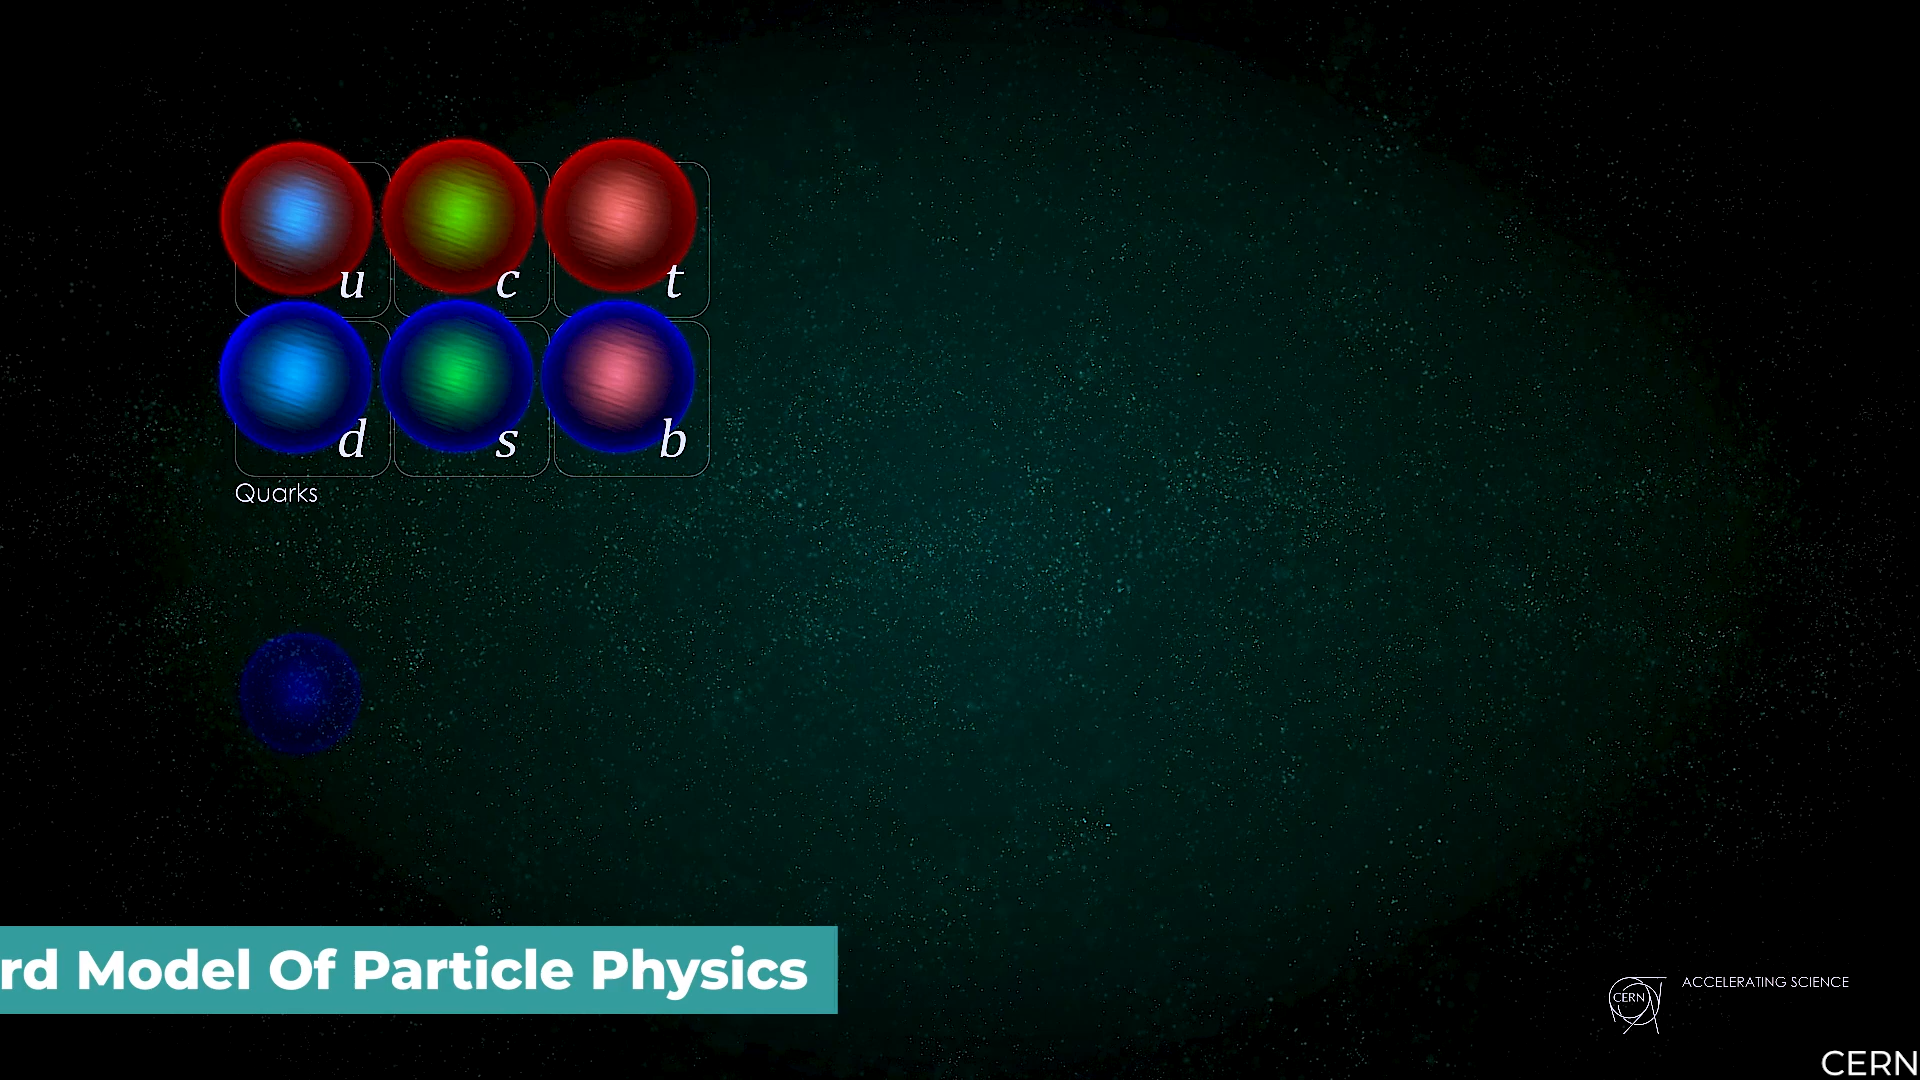 u c t
d s b
Quarks
rd Model Of Particle Physics
CERN
ACCELERATING SCIENCE
CERN